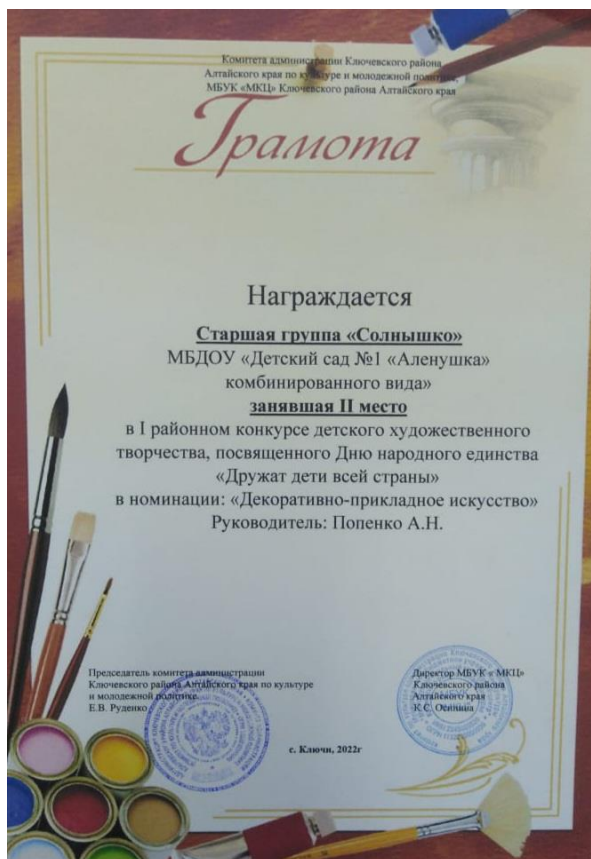 Комитета администрации Ключевского района
Алтайского края по культуре и молодежной политике,
МБУК «МКЦ» Ключевского района Алтайского края
Грамота
Награждается
Старшая группа «Солнышко»
МБДОУ «Детский сад №1 «Аленушка»
комбинированного вида»
занявшая II место
в I районном конкурсе детского художественного
творчества, посвященного Дню народного единства
«Дружат дети всей страны»
в номинации: «Декоративно-прикладное искусство»
Руководитель: Попенко А.Н.
Председатель комитета администрации
Ключевского района Алтайского края по культуре
и молодежной политике
Е.В. Руденко
Директор МБУК « МКЦ»
Ключевского района
Алтайского края
К.С. Осинина
с. Ключи, 2022г